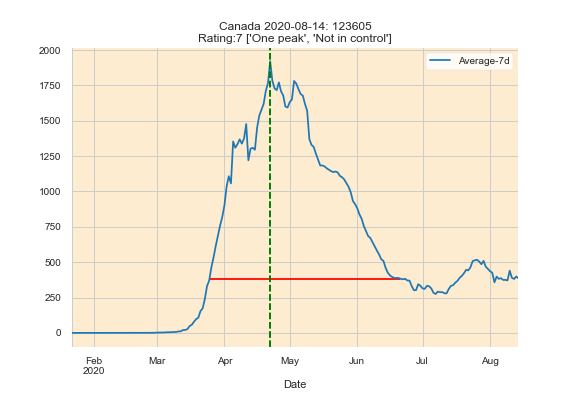 Canada 2020-08-14: 123605
Rating:7 ['One peak', 'Not in control']
Average-7d
2000
1750
1500
1250
1000
750
500
250
0
Feb
2020
Mar
Apr
May
Jun
Jul
Aug
Date